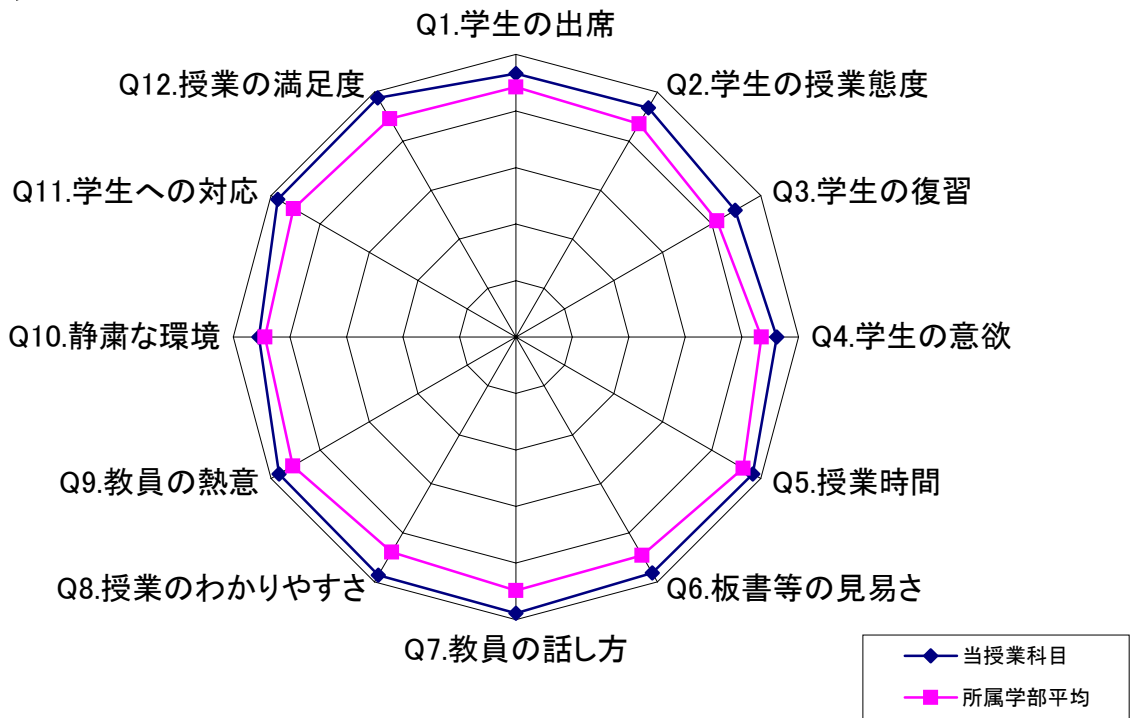 Q1.学生の出席
Q2.学生の授業態度
Q3.学生の復習
Q4.学生の意欲
Q5.授業時間
Q6.板書等の見易さ
Q7.教員の話し方
Q8.授業のわかりやすさ
Q9.教員の熱意
Q10.静粛な環境
Q11.学生への対応
Q12.授業の満足度
当授業科目
所属学部平均